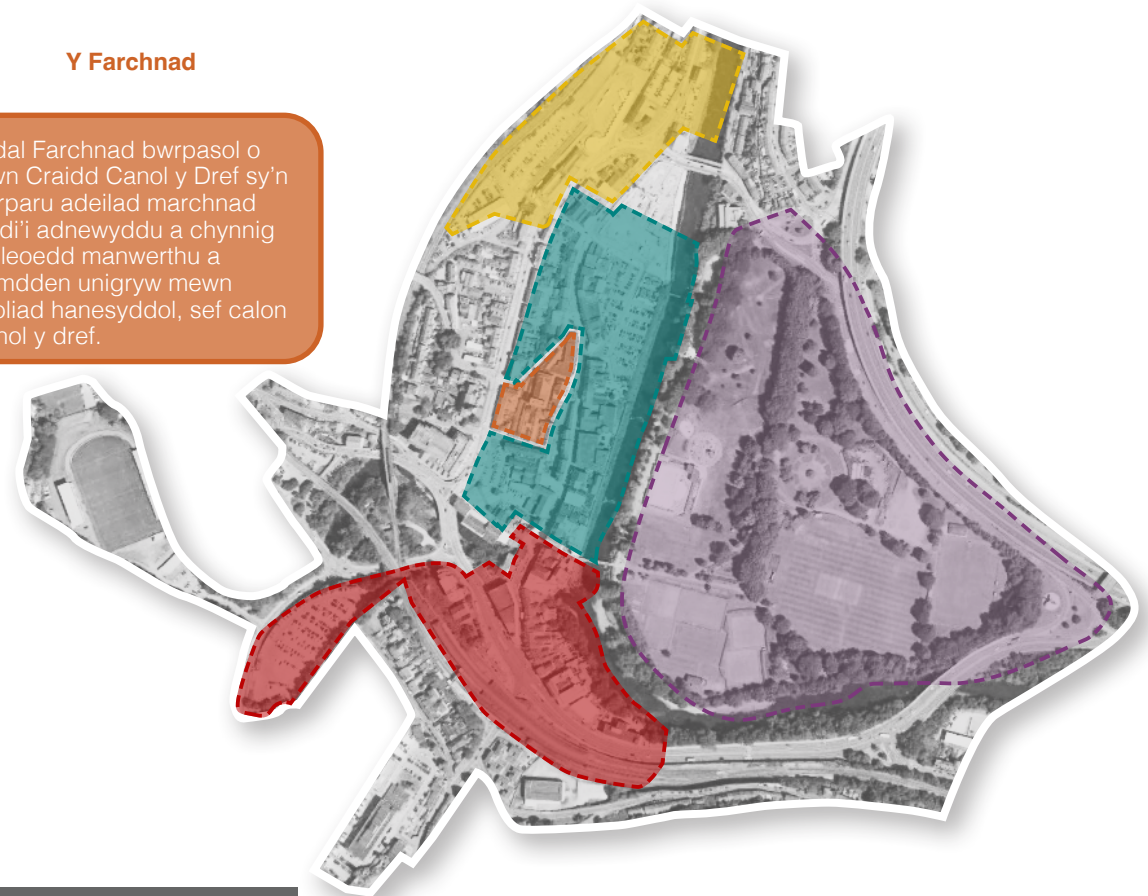 Y Farchnad
dal Farchnad bwrpasol o
wn Craidd Canol y Dref sy'n
rparu adeilad marchnad
di'i adnewyddu a chynnig
leoedd manwerthu a
mdden unigryw mewn
oliad hanesyddol, sef calon
nol y dref.